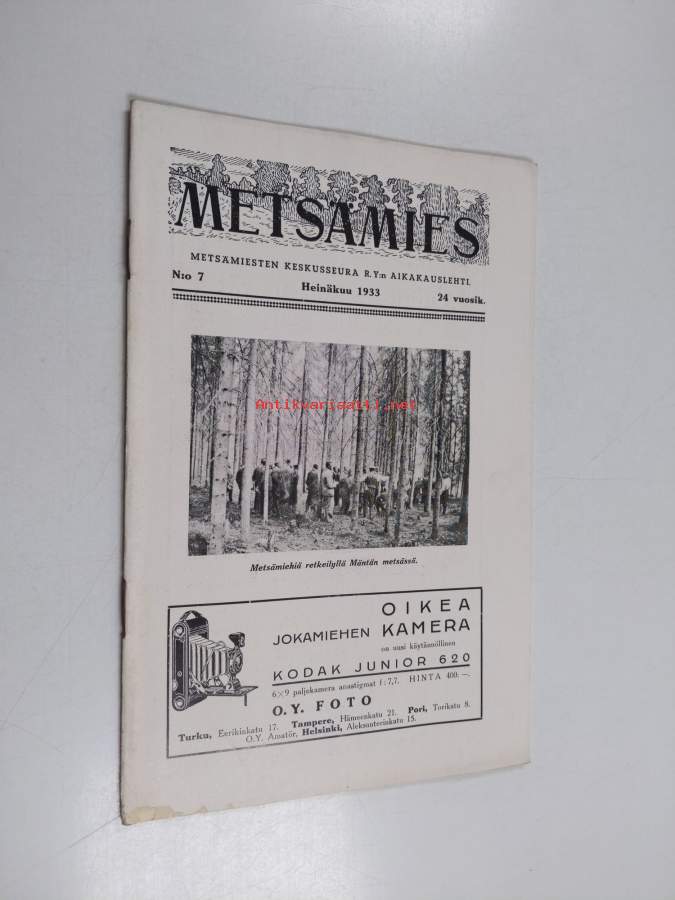 METSÄMIES
METSÄMIESTEN KESKUSSEURA R.Y:n AIKAKAUSLEHTI.
N:o 7 Heinäkuu 1933 24 vuosik.
Antikvariaatti.net
Metsämiehiä retkeilyllä Mäntän metsässä.
OIKEA
JOKAMIEHEN KAMERA
on uusi käytännöllinen
KODAK JUNIOR 620
6×9 paljekamera anastigmat f:7,7. HINTA 400:—.
O.Y. FOTO
Turku, Eerikinkatu 17. Tampere, Hämeenkatu 21. Pori, Torikatu 8.
O.Y. Amatör, Helsinki, Aleksanterinkatu 15.